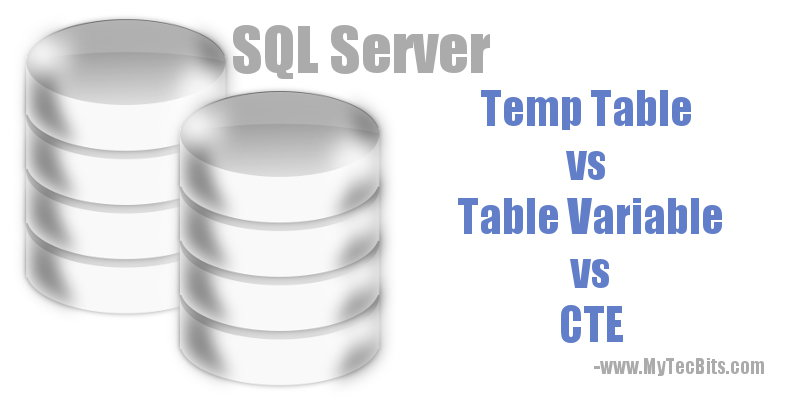 SQL Server
Temp Table
vs
Table Variable
vs
CTE
-www.MyTecBits.com